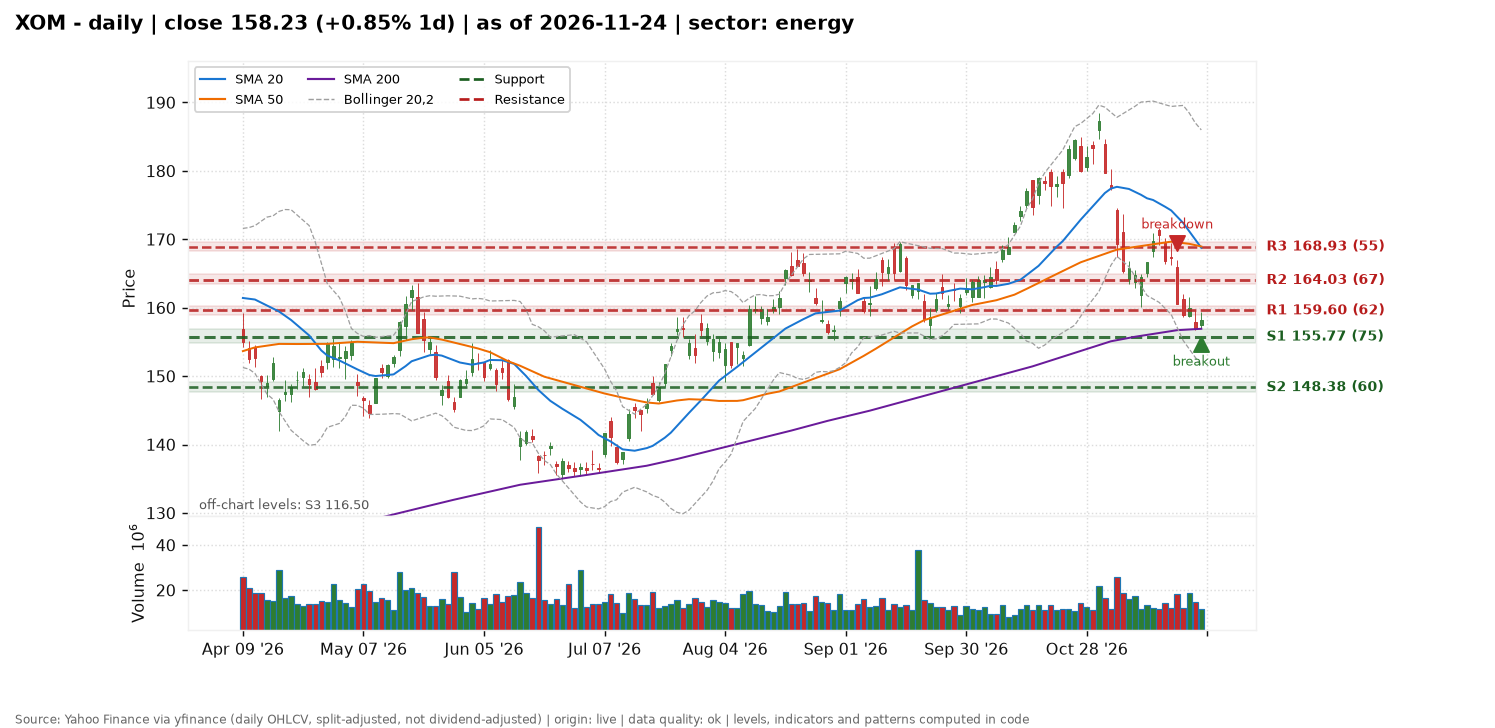 XOM - daily | close 158.23 (+0.85% 1d) | as of 2026-11-24 | sector: energy
SMA 20
SMA 50
SMA 200
Bollinger 20,2
Support
Resistance
Price
190
180
170
160
150
140
130
breakdown
breakout
R3 168.93 (55)
R2 164.03 (67)
R1 159.60 (62)
S1 155.77 (75)
S2 148.38 (60)
off-chart levels: S3 116.50
Volume 10⁶
40
20
Apr 09 '26
May 07 '26
Jun 05 '26
Jul 07 '26
Aug 04 '26
Sep 01 '26
Sep 30 '26
Oct 28 '26
Source: Yahoo Finance via yfinance (daily OHLCV, split-adjusted, not dividend-adjusted) | origin: live | data quality: ok | levels, indicators and patterns computed in code